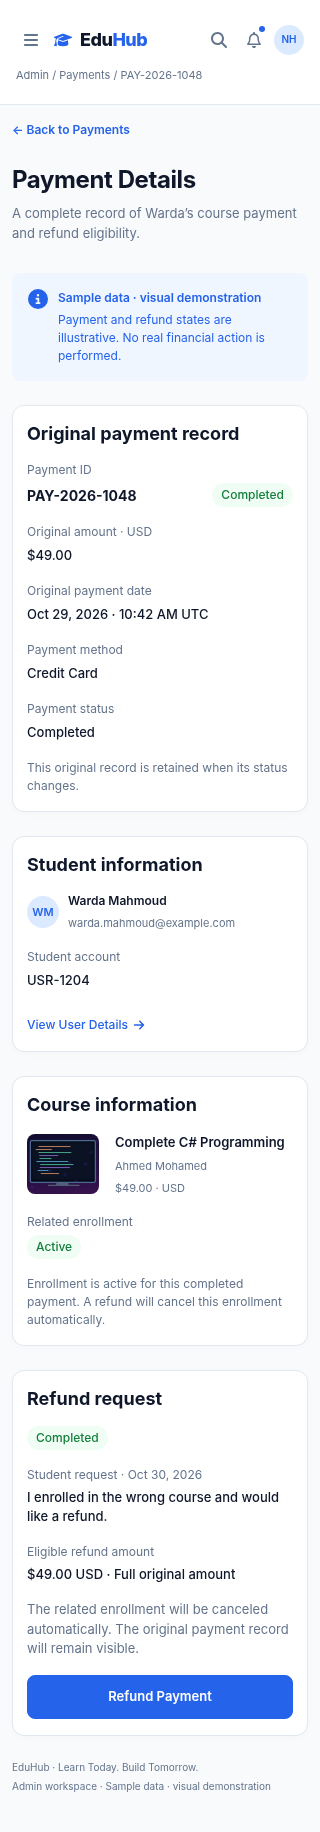 EduHub
NH
Admin / Payments / PAY-2026-1048
← Back to Payments
Payment Details
A complete record of Warda’s course payment
and refund eligibility.
Sample data · visual demonstration
Payment and refund states are
illustrative. No real financial action is
performed.
Original payment record
Payment ID
PAY-2026-1048
Completed
Original amount · USD
$49.00
Original payment date
Oct 29, 2026 · 10:42 AM UTC
Payment method
Credit Card
Payment status
Completed
This original record is retained when its status
changes.
Student information
WM
Warda Mahmoud
warda.mahmoud@example.com
Student account
USR-1204
View User Details →
Course information
Complete C# Programming
Ahmed Mohamed
$49.00 · USD
Related enrollment
Active
Enrollment is active for this completed
payment. A refund will cancel this enrollment
automatically.
Refund request
Completed
Student request · Oct 30, 2026
I enrolled in the wrong course and would
like a refund.
Eligible refund amount
$49.00 USD · Full original amount
The related enrollment will be canceled
automatically. The original payment record
will remain visible.
Refund Payment
EduHub · Learn Today. Build Tomorrow.
Admin workspace · Sample data · visual demonstration